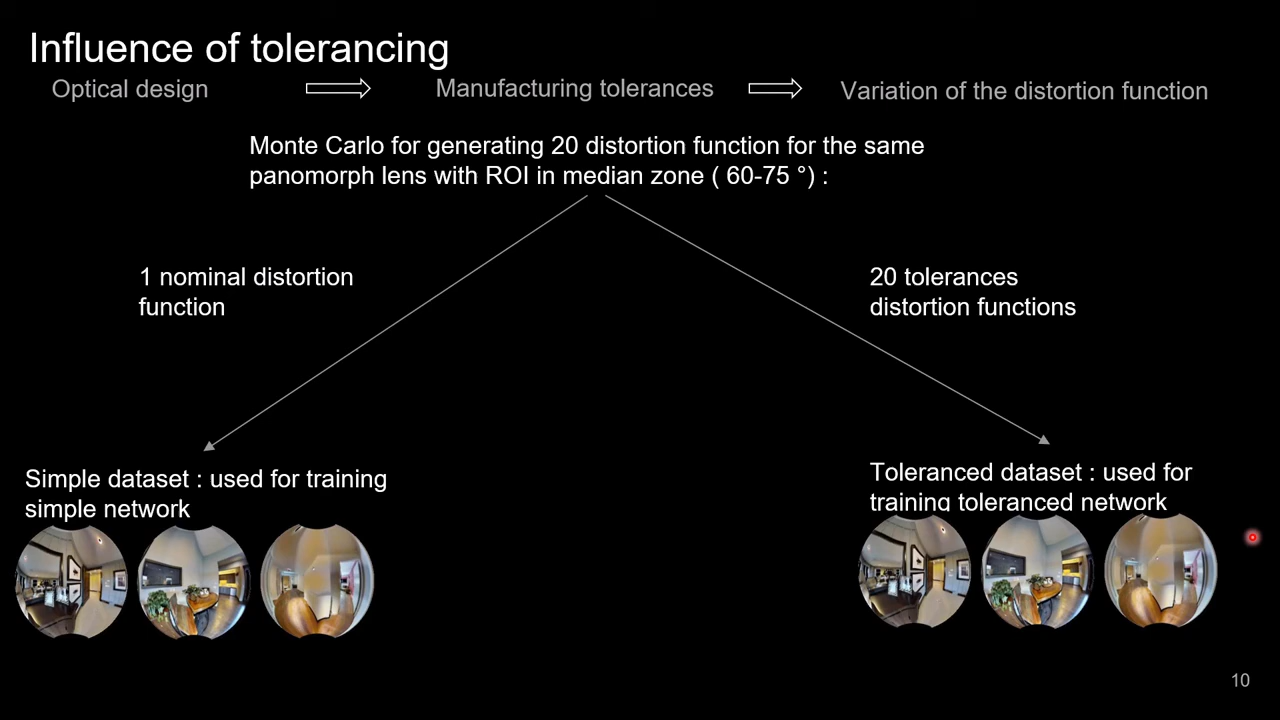 Influence of tolerancing
Optical design
Manufacturing tolerances
Variation of the distortion function
Monte Carlo for generating 20 distortion function for the same
panomorph lens with ROI in median zone ( 60-75 °) :
1 nominal distortion
function
20 tolerances
distortion functions
Simple dataset : used for training
simple network
Toleranced dataset : used for
training toleranced network
10